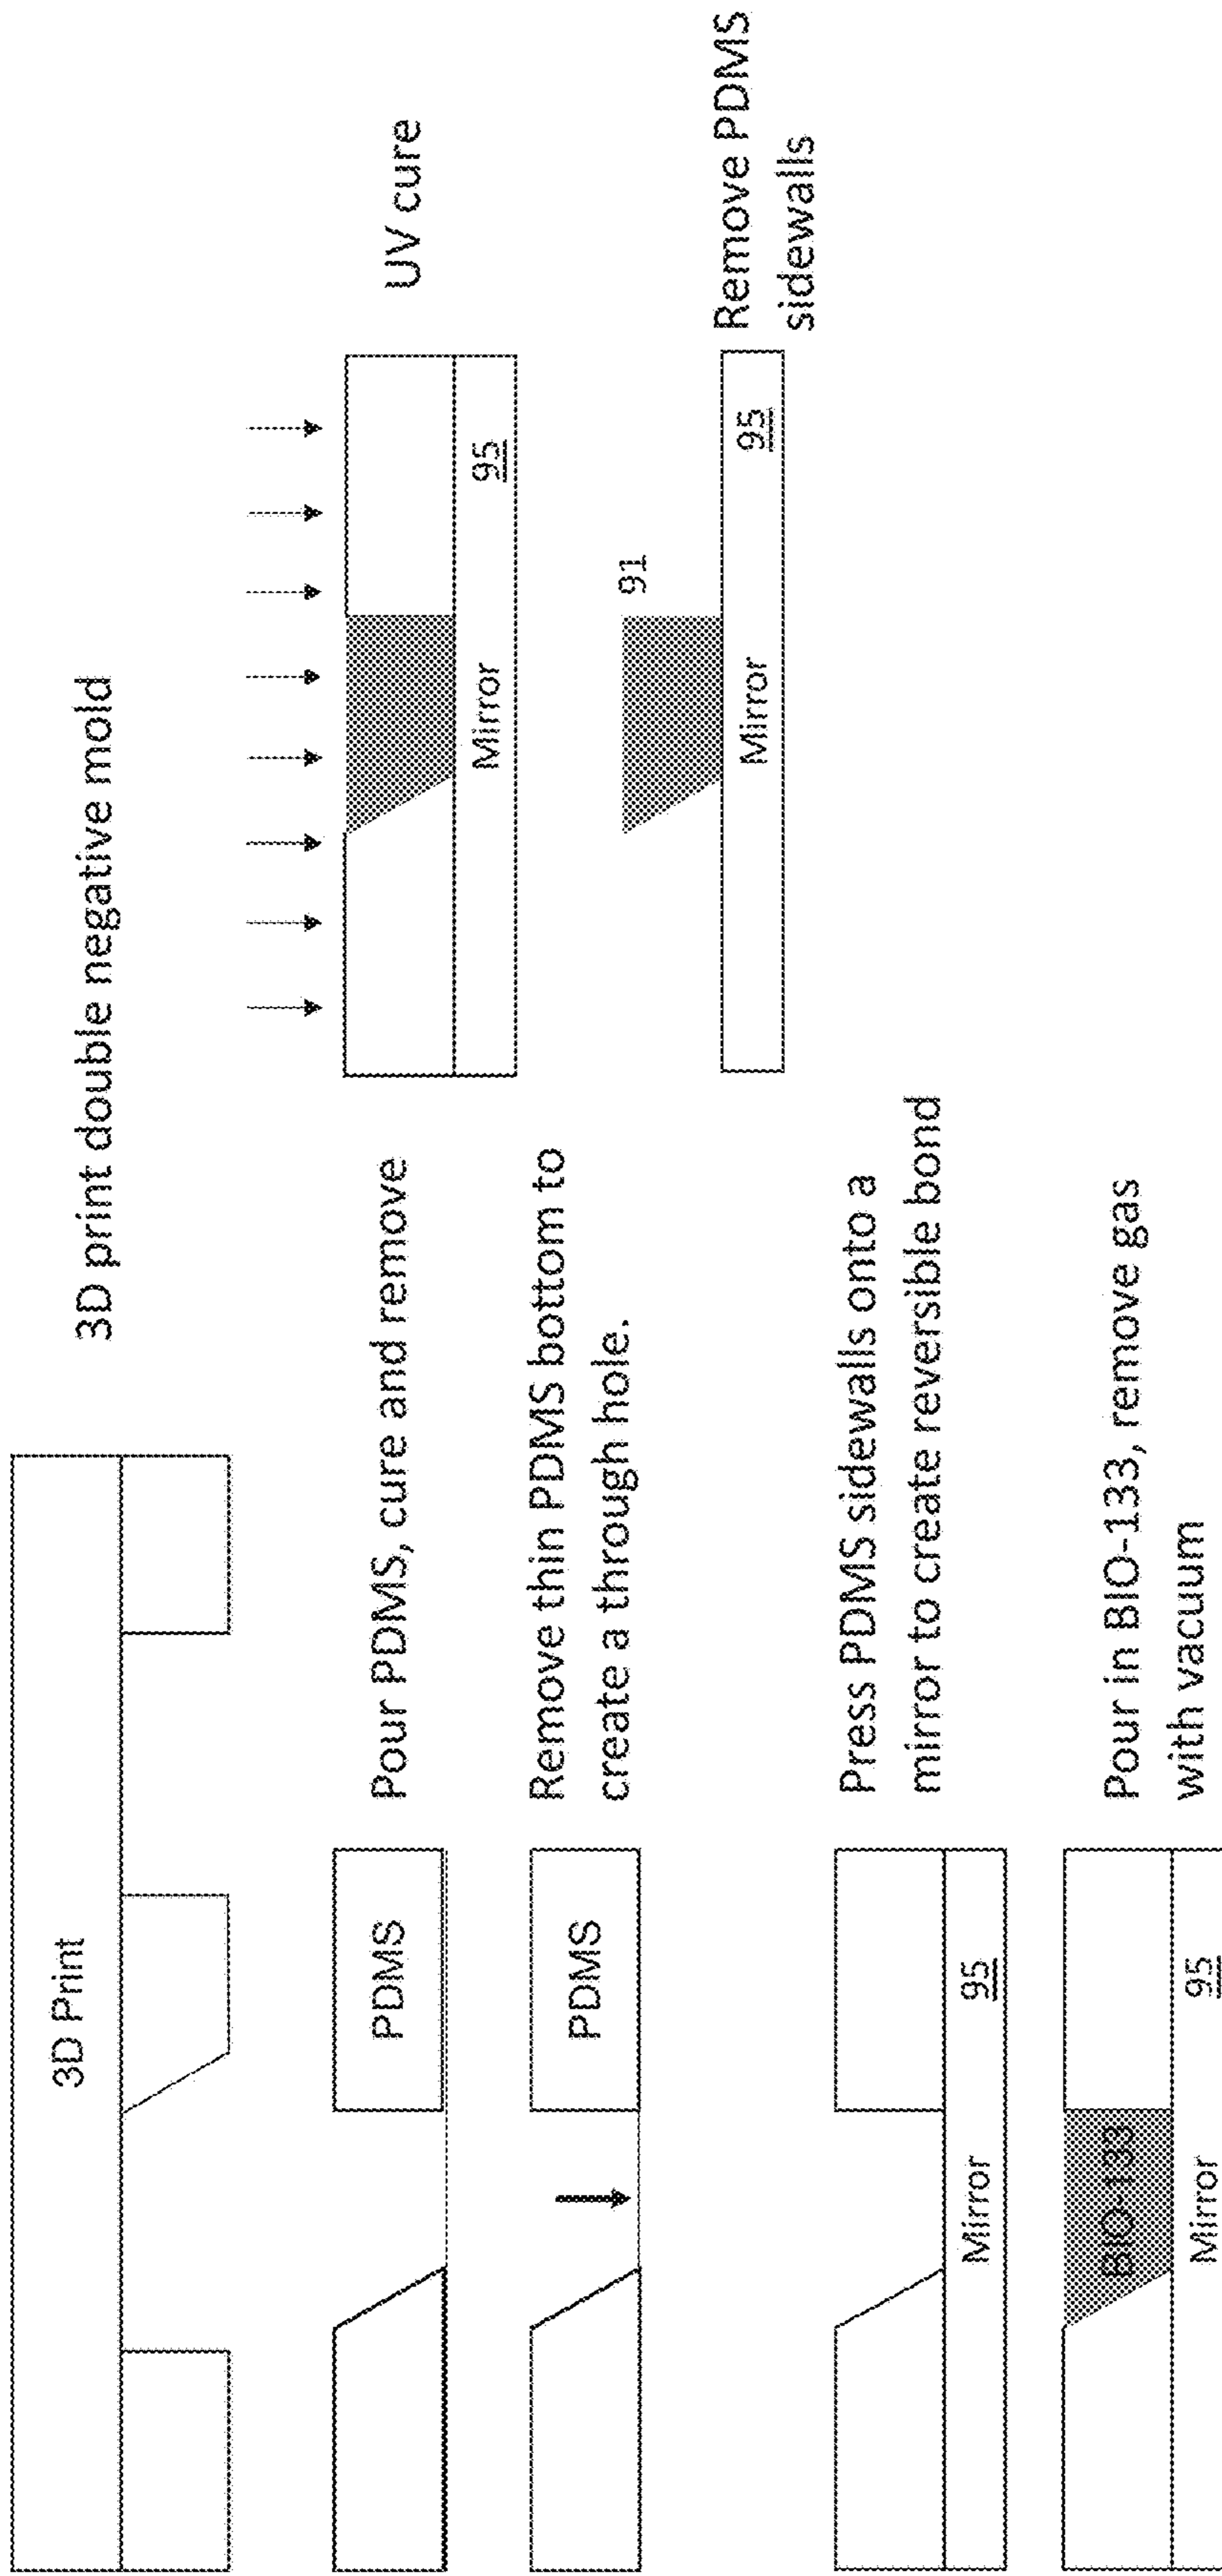 3D Print
3D print double negative mold
PDMS
Pour PDMS, cure and remove
PDMS
Remove thin PDMS bottom to
create a through hole.
Mirror
95
Press PDMS sidewalls onto a
mirror to create reversible bond
BIO-133
Mirror
95
Pour in BIO-133, remove gas
with vacuum
Mirror
95
UV cure
91
Mirror
95
Remove PDMS
sidewalls